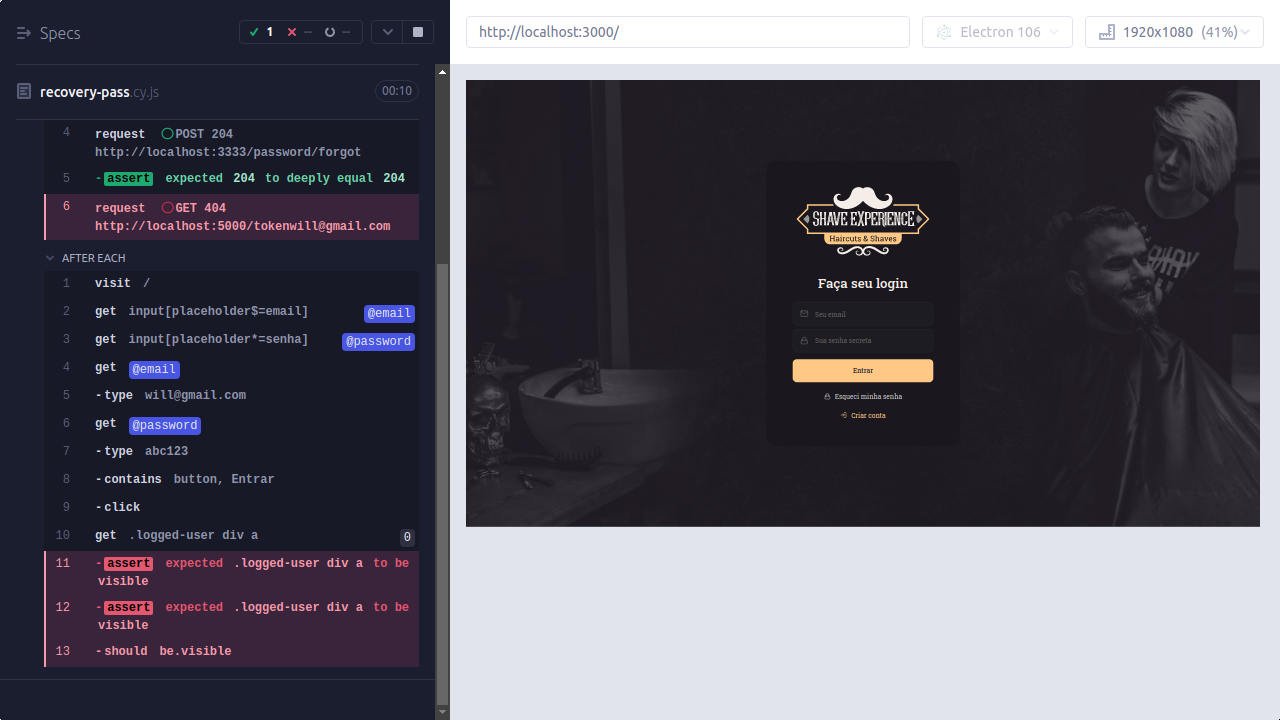 Specs
1
--
--
recovery-pass.cy.js
00:10
4 request POST 204
http://localhost:3333/password/forgot
5 -assert expected 204 to deeply equal 204
6 request GET 404
http://localhost:5000/tokenwill@gmail.com
AFTER EACH
1 visit /
2 get input[placeholder$=email] @email
3 get input[placeholder*=senha] @password
4 get @email
5 -type will@gmail.com
6 get @password
7 -type abc123
8 -contains button, Entrar
9 -click
10 get .logged-user div a 0
11 -assert expected .logged-user div a to be
visible
12 -assert expected .logged-user div a to be
visible
13 -should be.visible
http://localhost:3000/
Electron 106
1920x1080 (41%)
SHAVE EXPERIENCE
Haircuts & Shaves
Faça seu login
Seu email
Sua senha secreta
Entrar
Esqueci minha senha
Criar conta